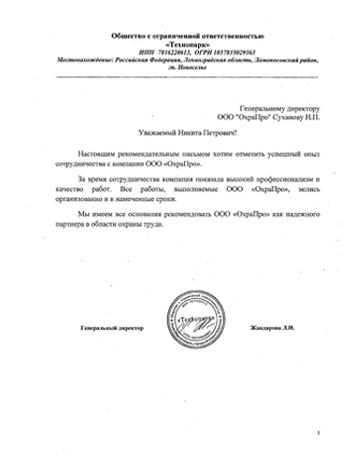 Общество с ограниченной ответственностью
«Технопарк»
ИНН 7816220613, ОГРН 1037835029363
Местонахождение: Российская Федерация, Ленинградская область, Ломоносовский район,
гп. Новоселье
Генеральному директору
ООО "ОхраПро" Суханову Н.П.
Уважаемый Никита Петрович!
Настоящим рекомендательным письмом хотим отметить успешный опыт
сотрудничества с компанией ООО «ОхраПро».
За время сотрудничества компания показала высокий профессионализм и
качество работ. Все работы, выполняемые ООО «ОхраПро», велись
организованно и в намеченные сроки.
Мы имеем все основания рекомендовать ООО «ОхраПро» как надежного
партнера в области охраны труда.
Генеральный директор
«Технопарк»
Жандарова Л.И.
1